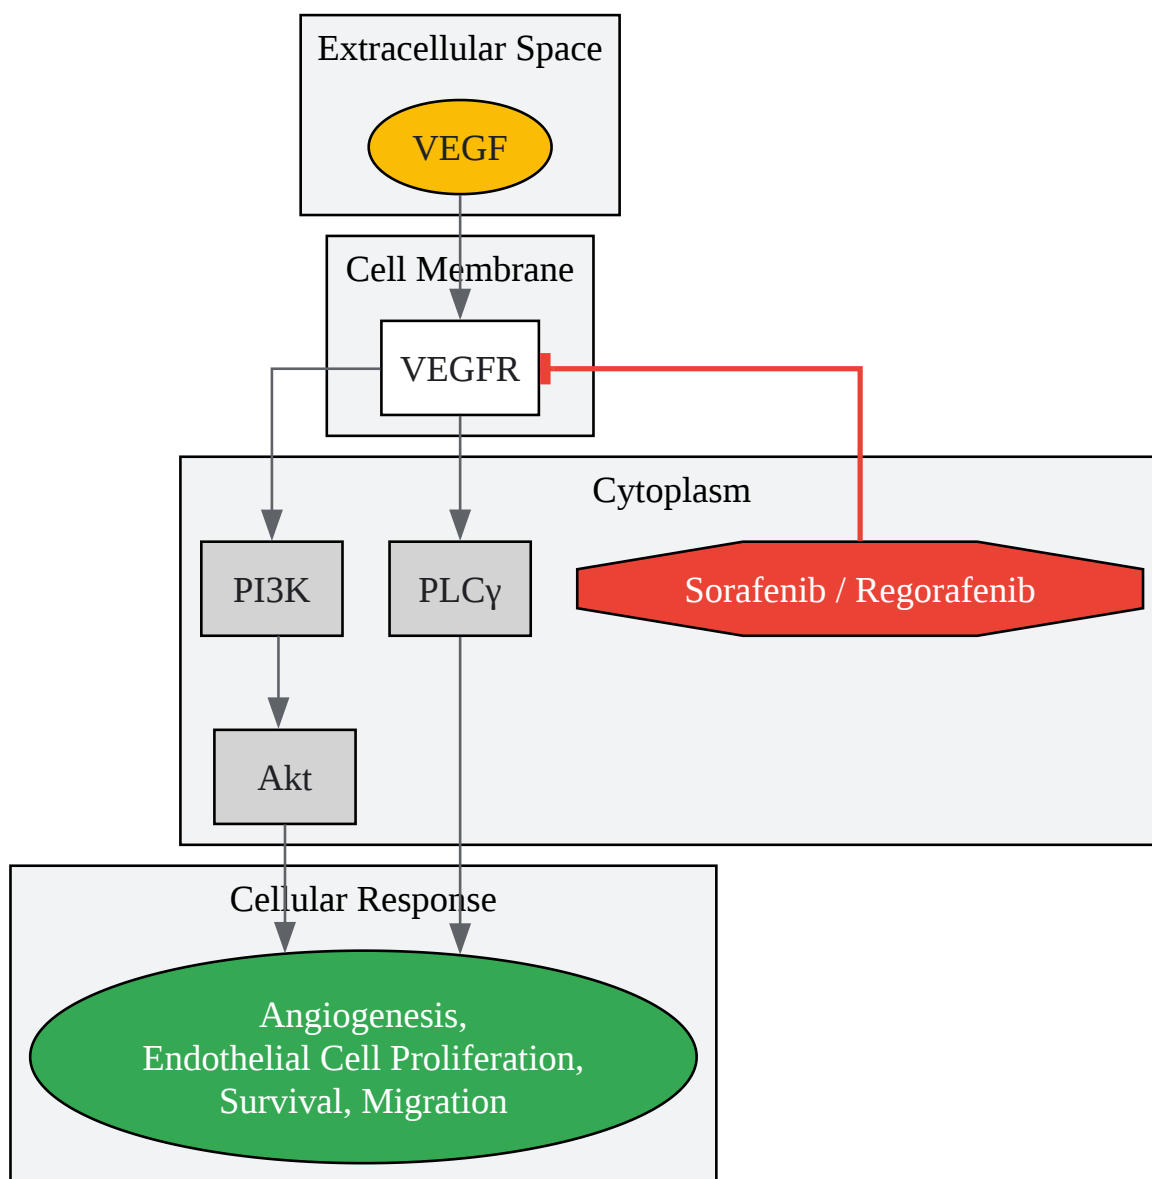 Extracellular Space
VEGF
Cell Membrane
VEGFR
Cytoplasm
PI3K
PLCγ
Sorafenib / Regorafenib
Akt
Cellular Response
Angiogenesis,
Endothelial Cell Proliferation,
Survival, Migration